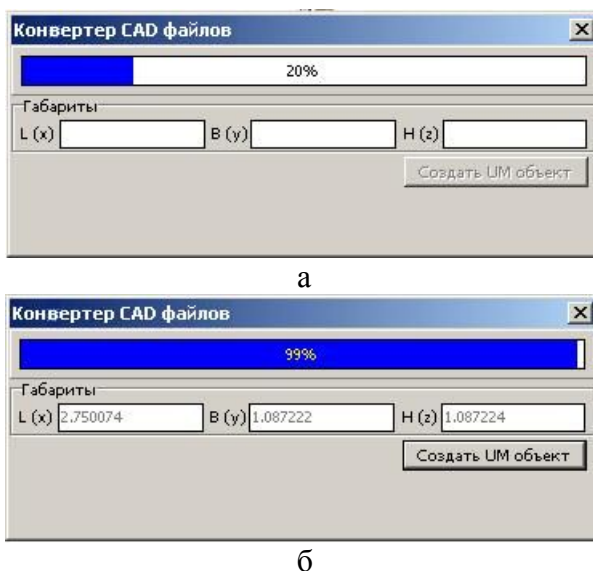 Конвертер CAD файлов
20%
Габариты
L (x) B (y) H (z)
Создать UM объект
а
Конвертер CAD файлов
99%
Габариты
L (x) 2.750074 B (y) 1.087222 H (z) 1.087224
Создать UM объект
б